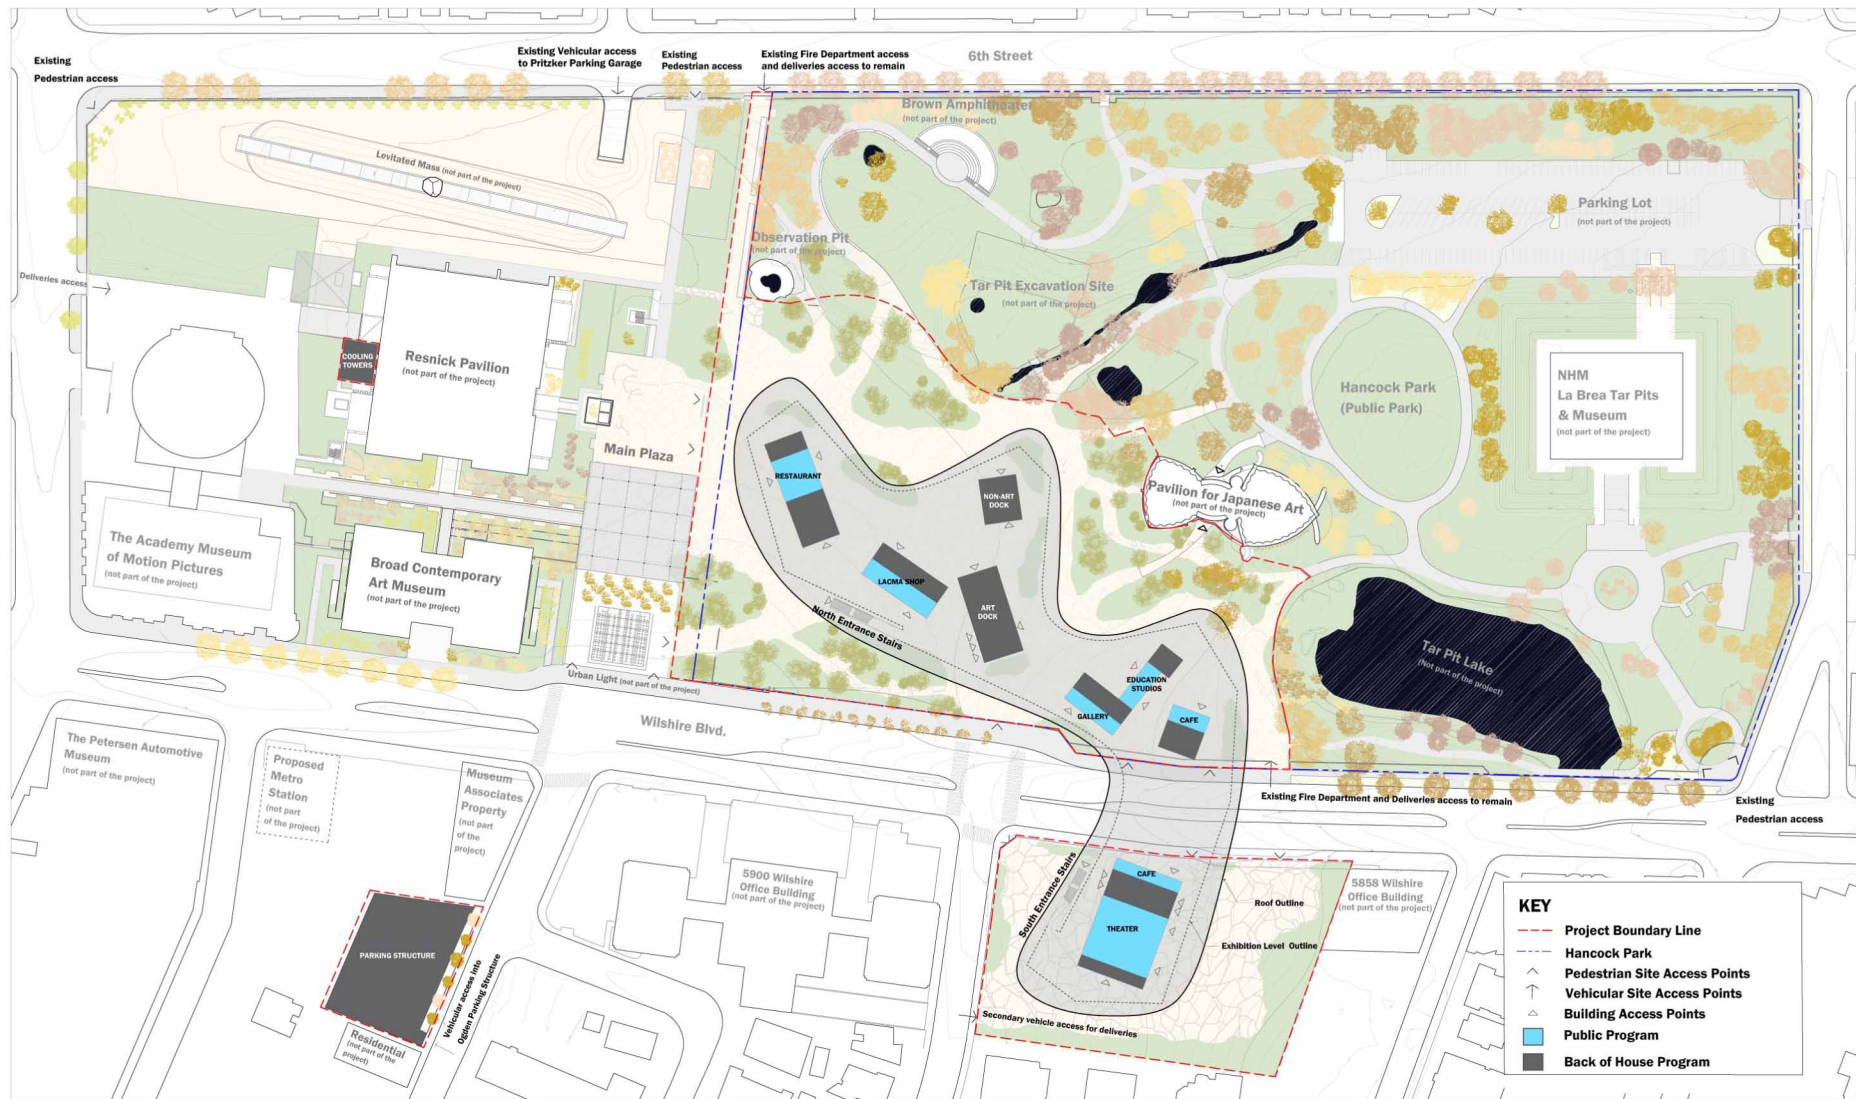 6th Street
Existing
Pedestrian access
Existing Vehicular access
to Pritzker Parking Garage
Existing
Pedestrian access
Existing Fire Department access
and deliveries access to remain
Brown Amphitheater
(not part of the project)
Levitated Mass (not part of the project)
Observation Pit
(not part of the project)
Parking Lot
(not part of the project)
Deliveries access
Tar Pit Excavation Site
(not part of the project)
COOLING
TOWERS
Resnick Pavilion
(not part of the project)
Hancock Park
(Public Park)
NHM
La Brea Tar Pits
& Museum
(not part of the project)
Main Plaza
RESTAURANT
NON-ART
DOCK
Pavilion for Japanese Art
(not part of the project)
The Academy Museum
of Motion Pictures
(not part of the project)
Broad Contemporary
Art Museum
(not part of the project)
LACMA SHOP
ART
DOCK
North Entrance Stairs
Tar Pit Lake
(Not part of the project)
Urban Light (not part of the project)
EDUCATION
STUDIOS
GALLERY
CAFE
Wilshire Blvd.
The Petersen Automotive
Museum
(not part of the project)
Proposed
Metro
Station
(not part
of the project)
Museum
Associates
Property
(not part
of the
project)
Existing Fire Department and Deliveries access to remain
Existing
Pedestrian access
5900 Wilshire
Office Building
(not part of the project)
South Entrance Stairs
CAFE
THEATER
Roof Outline
Exhibition Level Outline
5858 Wilshire
Office Building
(not part of the project)
PARKING STRUCTURE
Vehicular access into
Ogden Parking Structure
Residential
(not part of the
project)
Secondary vehicle access for deliveries
KEY
Project Boundary Line
Hancock Park
Pedestrian Site Access Points
Vehicular Site Access Points
Building Access Points
Public Program
Back of House Program